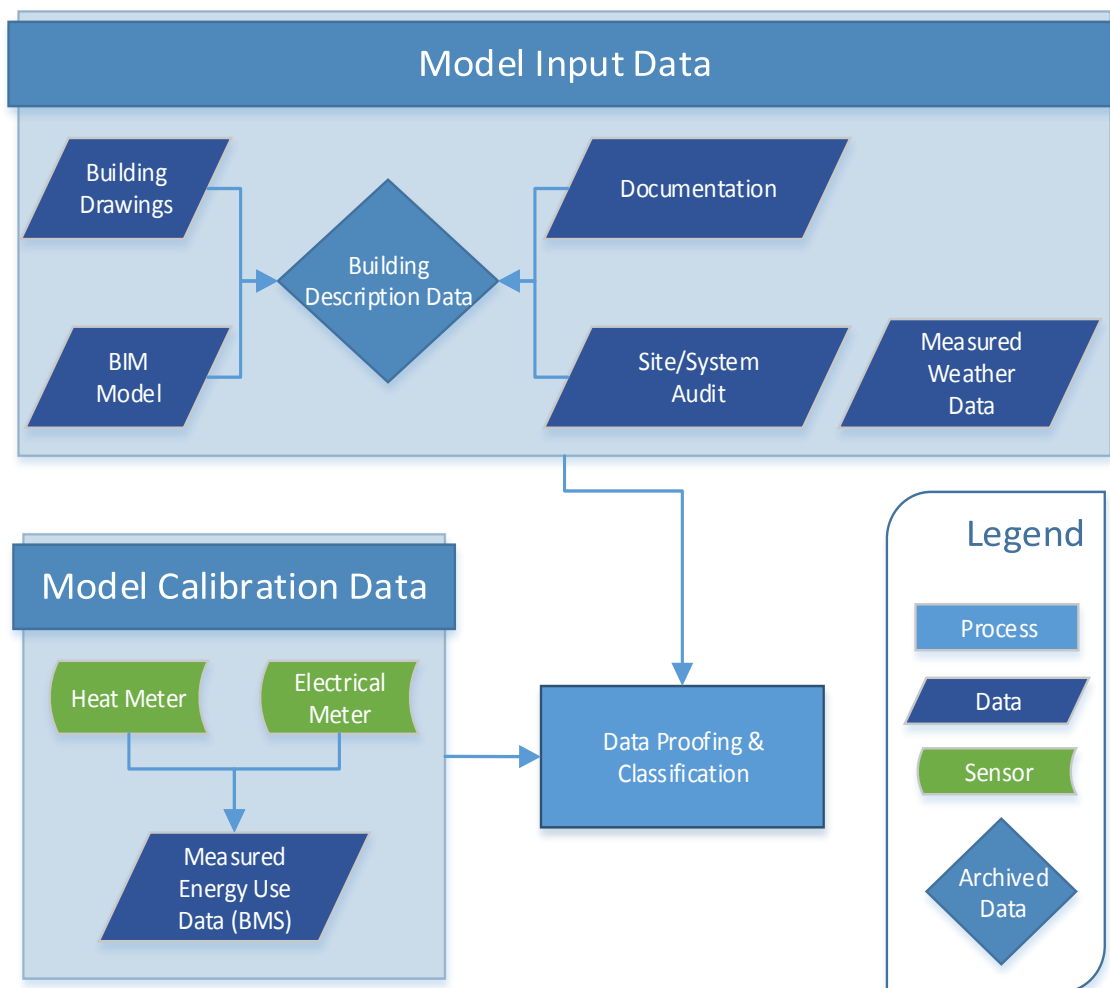 Model Input Data
Building
Drawings
Documentation
Building
Description Data
BIM
Model
Site/System
Audit
Measured
Weather
Data
Model Calibration Data
Heat Meter
Electrical
Meter
Measured
Energy Use
Data (BMS)
Data Proofing &
Classification
Legend
Process
Data
Sensor
Archived
Data